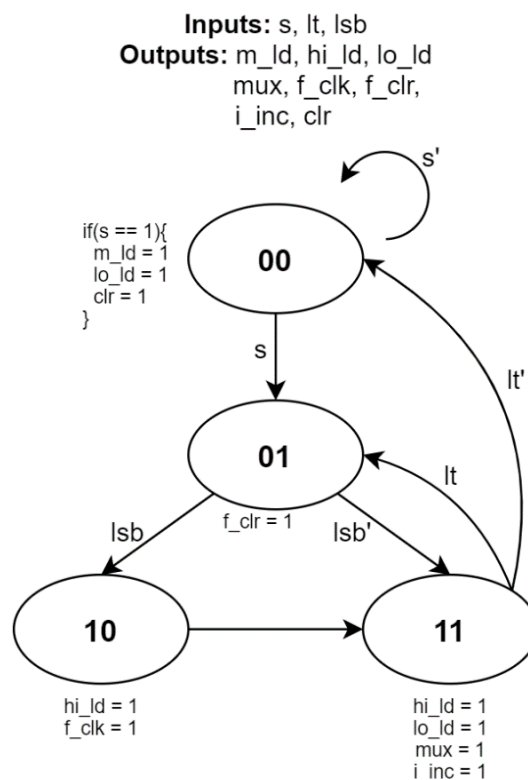 Inputs: s, lt, lsb
Outputs: m_ld, hi_ld, lo_ld
mux, f_clk, f_clr,
i_inc, clr
s'
if(s == 1){
m_ld = 1
lo_ld = 1
clr = 1
}
00
s
lt'
01
lt
f_clr = 1
lsb
lsb'
10
11
hi_ld = 1
f_clk = 1
hi_ld = 1
lo_ld = 1
mux = 1
i_inc = 1